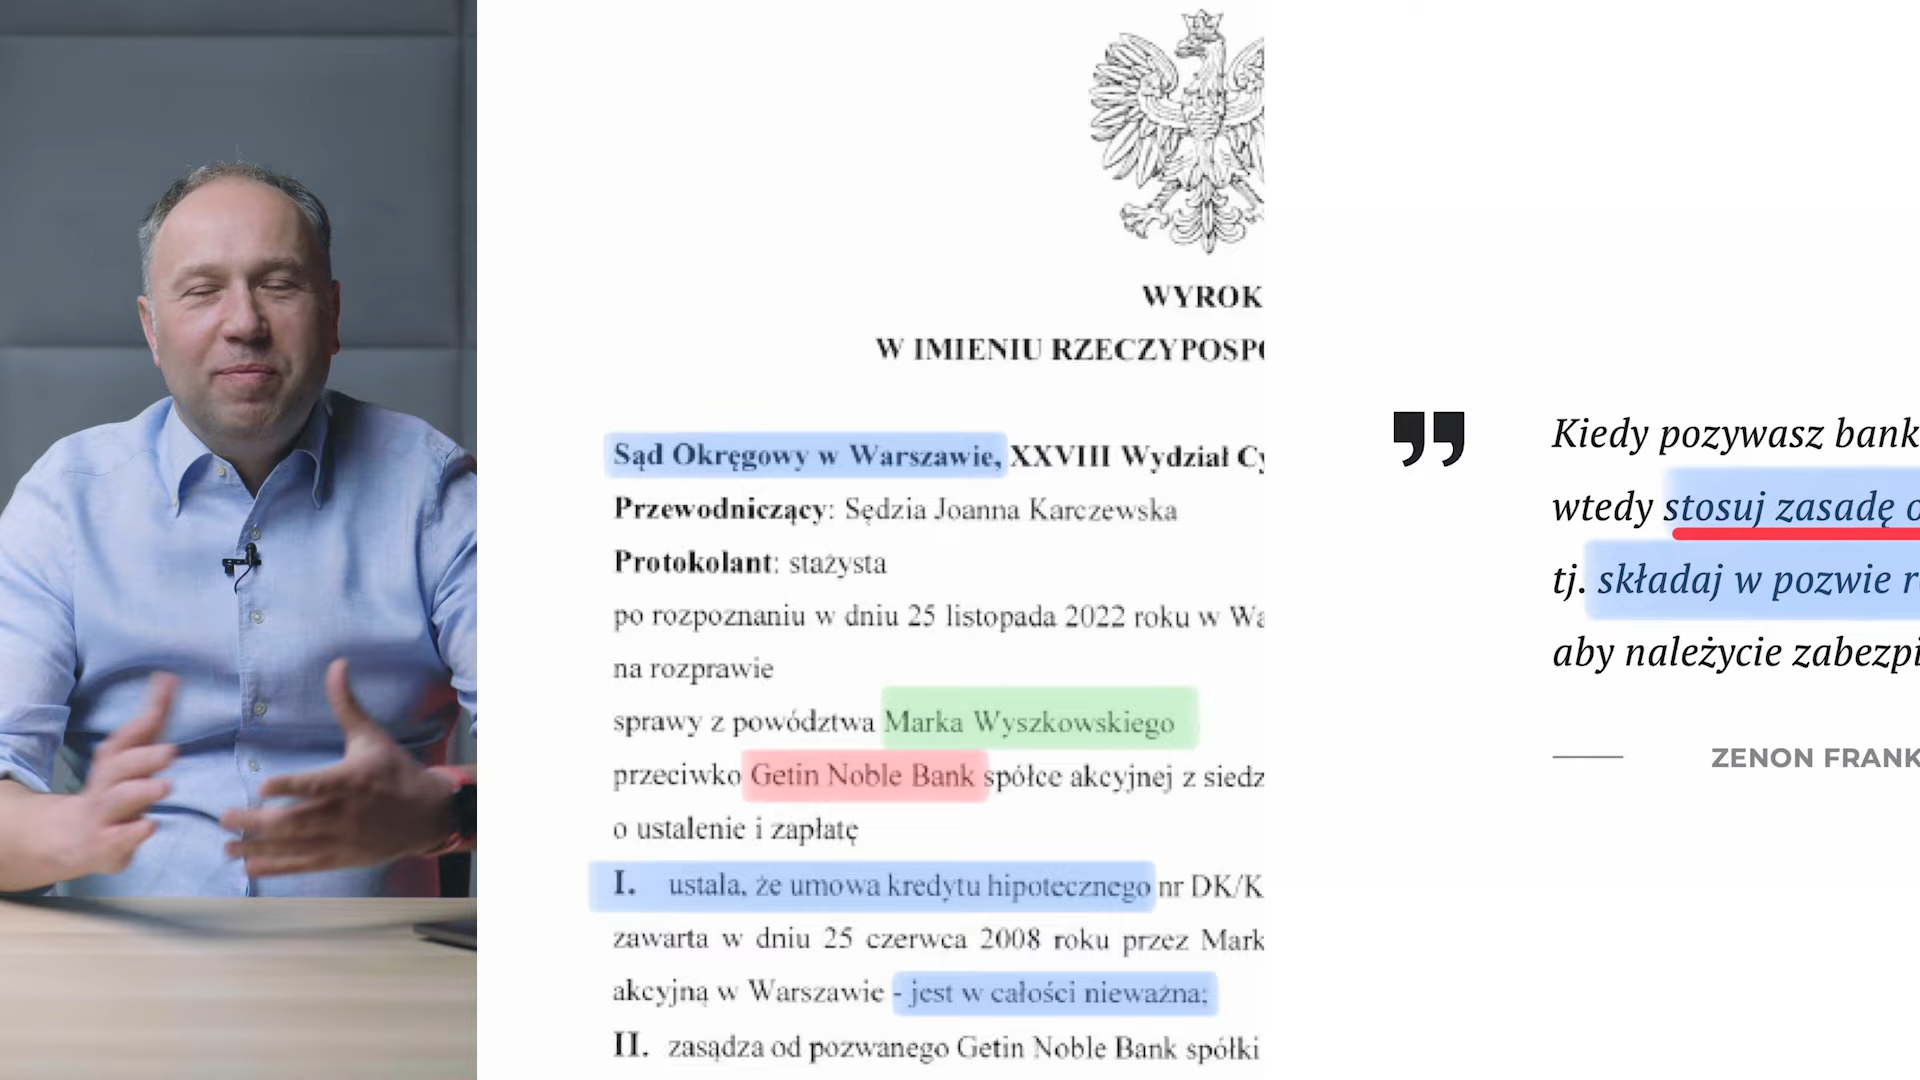 WYROK
W IMIENIU
Sąd Okręgowy w Warszawie, XXVIII Wydział
Przewodniczący: Sędzia Joanna Karczewska
Protokolant: stażysta
po rozpoznaniu w dniu 25 listopada 2022 roku w
na rozprawie
sprawy z powództwa Marka Wyszkowskiego
przeciwko Getin Noble Bank spółce akcyjnej z
o ustalenie i zapłatę
I. ustala, że umowa kredytu hipotecznego nr
zawarta w dniu 25 czerwca 2008 roku przez
akcyjną w Warszawie - jest w całości nieważna;
II. zasądza od pozwanego Getin Noble Bank spółki
” Kiedy pozywasz bank
wtedy stosuj zasadę
tj. składaj w pozwie
aby należycie
ZENON